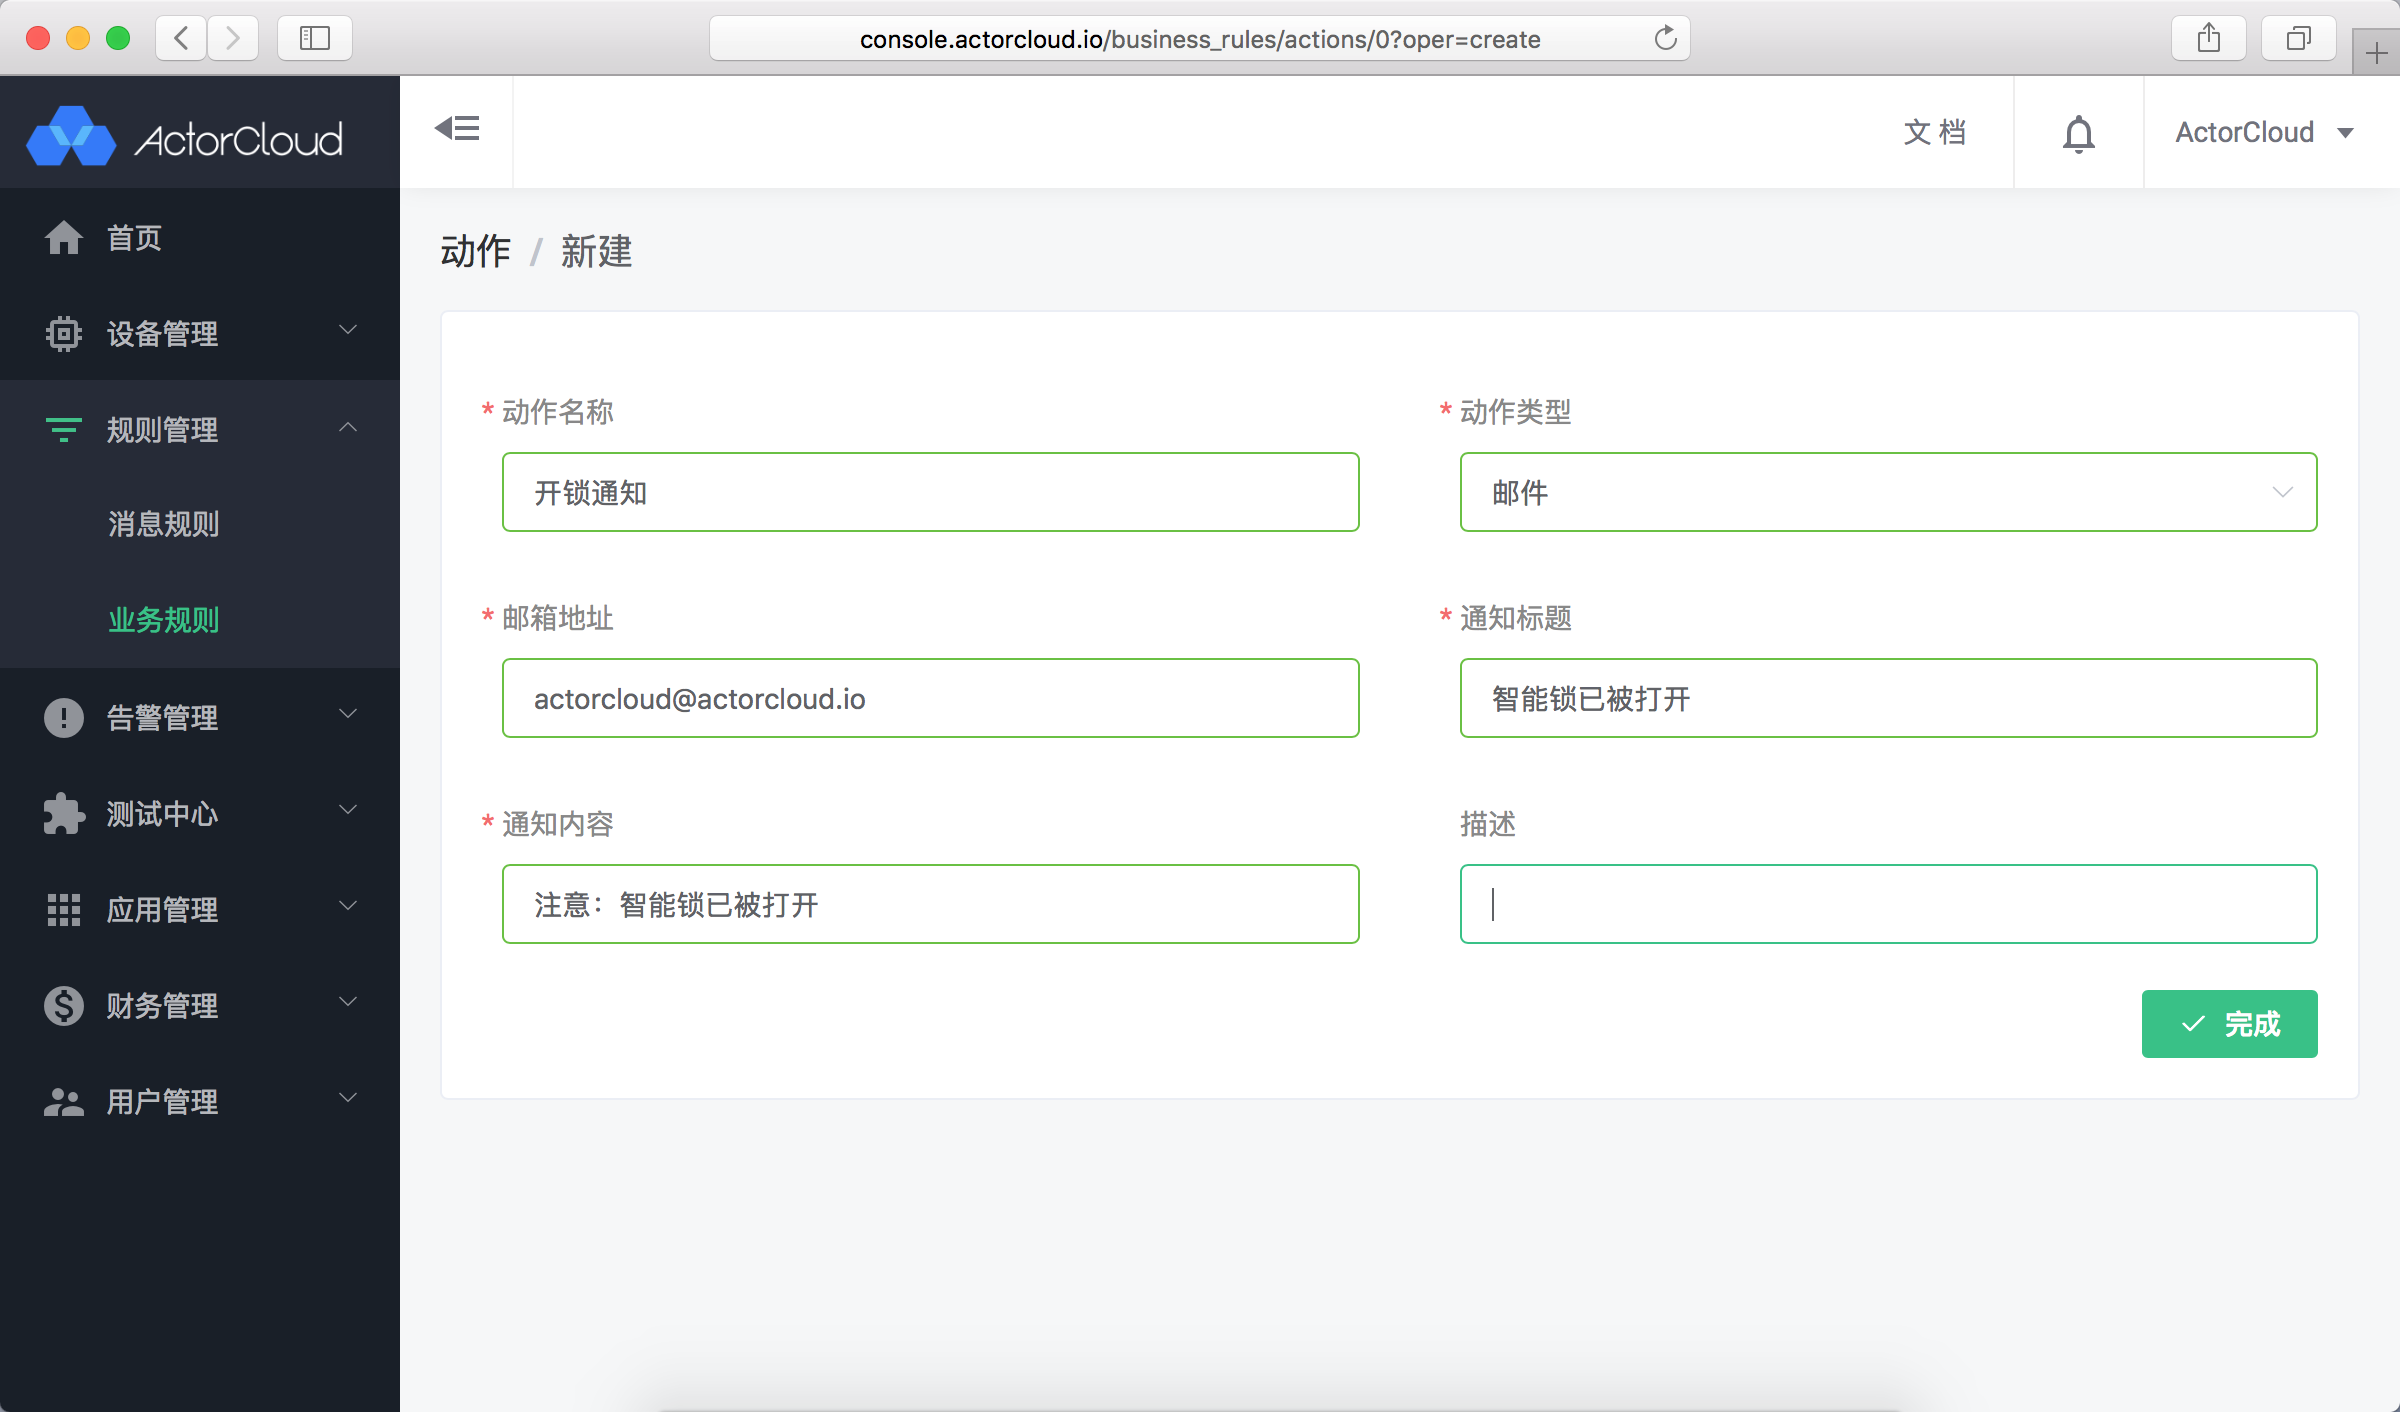 console.actorcloud.io/business_rules/actions/0?oper=create
ActorCloud
文 档
ActorCloud
首页
设备管理
规则管理
消息规则
业务规则
告警管理
测试中心
应用管理
财务管理
用户管理
动作 / 新建
* 动作名称
开锁通知
* 动作类型
邮件
* 邮箱地址
actorcloud@actorcloud.io
* 通知标题
智能锁已被打开
* 通知内容
注意：智能锁已被打开
描述
完成